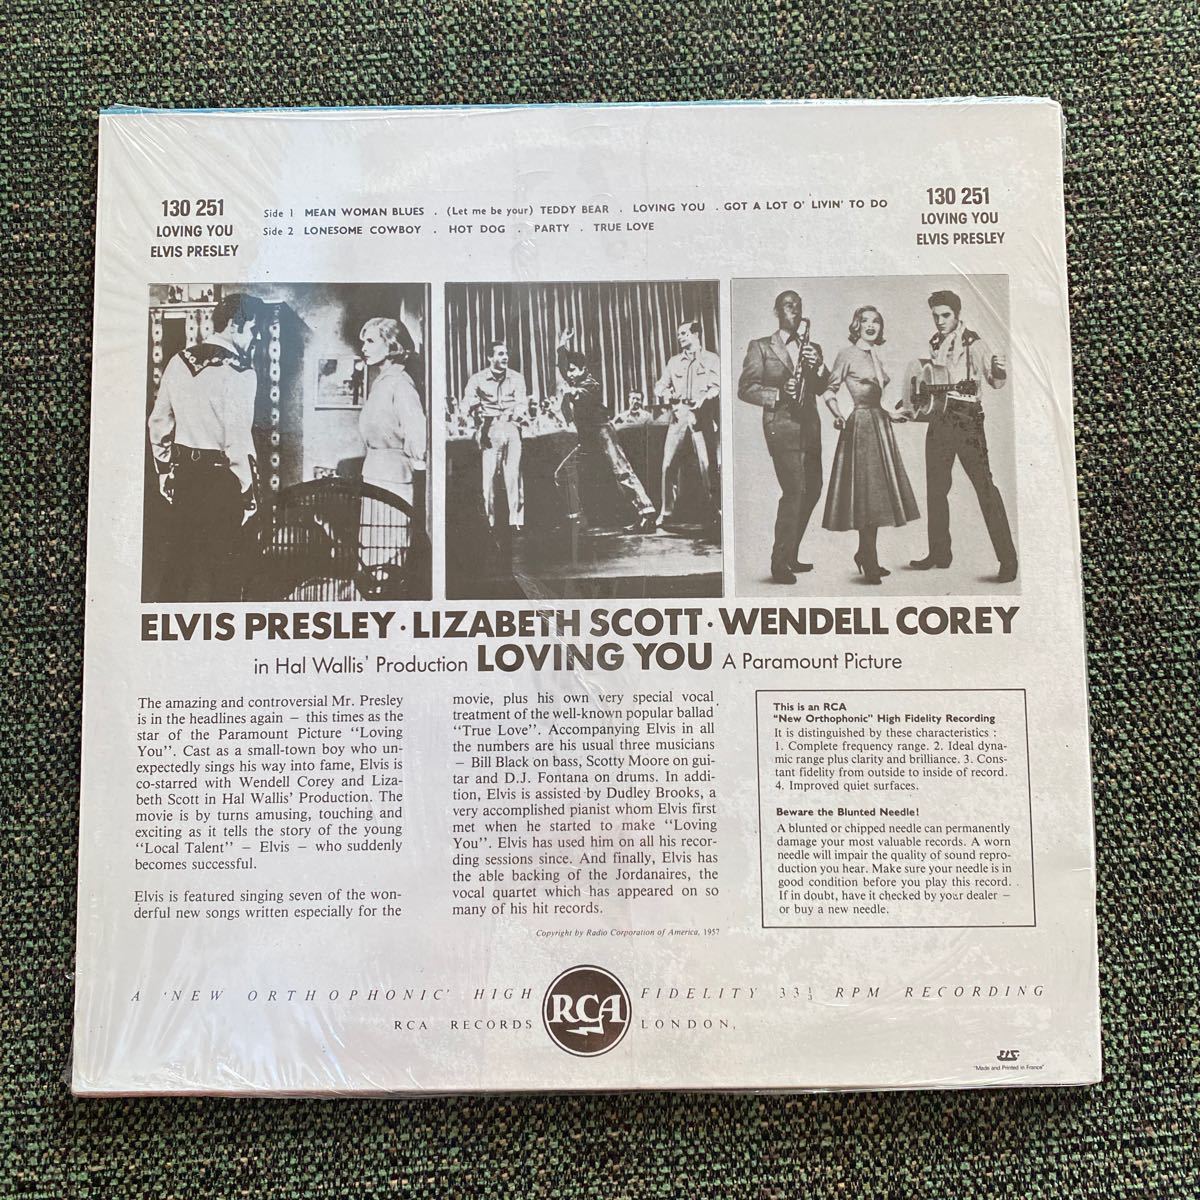 130 251
LOVING YOU
ELVIS PRESLEY
Side 1 MEAN WOMAN BLUES . (Let me be your) TEDDY BEAR . LOVING YOU . GOT A LOT O' LIVIN' TO DO
Side 2 LONESOME COWBOY . HOT DOG . PARTY . TRUE LOVE
130 251
LOVING YOU
ELVIS PRESLEY
ELVIS PRESLEY · LIZABETH SCOTT · WENDELL COREY
in Hal Wallis' Production LOVING YOU A Paramount Picture
The amazing and controversial Mr. Presley
is in the headlines again – this times as the
star of the Paramount Picture “Loving
You”. Cast as a small-town boy who un-
expectedly sings his way into fame, Elvis is
co-starred with Wendell Corey and Liza-
beth Scott in Hal Wallis' Production. The
movie is by turns amusing, touching and
exciting as it tells the story of the young
“Local Talent” – Elvis – who suddenly
becomes successful.
Elvis is featured singing seven of the won-
derful new songs written especially for the
movie, plus his own very special vocal
treatment of the well-known popular ballad
“True Love”. Accompanying Elvis in all
the numbers are his usual three musicians
– Bill Black on bass, Scotty Moore on gui-
tar and D.J. Fontana on drums. In addi-
tion, Elvis is assisted by Dudley Brooks, a
very accomplished pianist whom Elvis first
met when he started to make “Loving
You”. Elvis has used him on all his recor-
ding sessions since. And finally, Elvis has
the able backing of the Jordanaires, the
vocal quartet which has appeared on so
many of his hit records.
Copyright by Radio Corporation of America, 1957
This is an RCA
“New Orthophonic” High Fidelity Recording
It is distinguished by these characteristics :
1. Complete frequency range. 2. Ideal dyna-
mic range plus clarity and brilliance. 3. Cons-
tant fidelity from outside to inside of record.
4. Improved quiet surfaces.
Beware the Blunted Needle!
A blunted or chipped needle can permanently
damage your most valuable records. A worn
needle will impair the quality of sound repro-
duction you hear. Make sure your needle is in
good condition before you play this record.
If in doubt, have it checked by your dealer –
or buy a new needle.
A 'NEW ORTHOPHONIC' HIGH RCA FIDELITY 33⅓ RPM RECORDING
RCA RECORDS LONDON,
"Made and Printed in France"